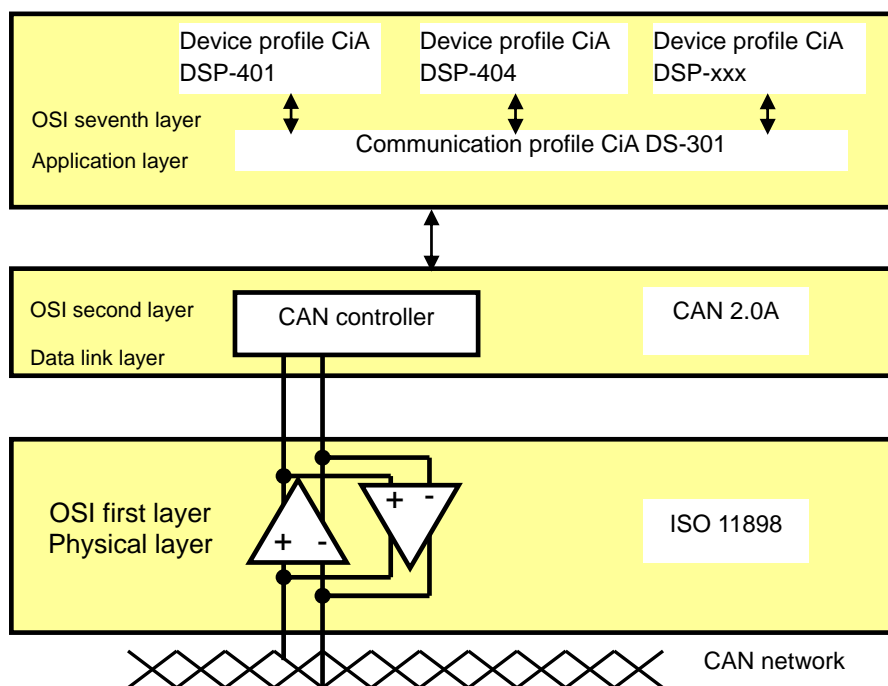 Device profile CiA
DSP-401
Device profile CiA
DSP-404
Device profile CiA
DSP-xxx
OSI seventh layer
Application layer
Communication profile CiA DS-301
OSI second layer
Data link layer
CAN controller
CAN 2.0A
OSI first layer
Physical layer
+ -
+ -
ISO 11898
CAN network